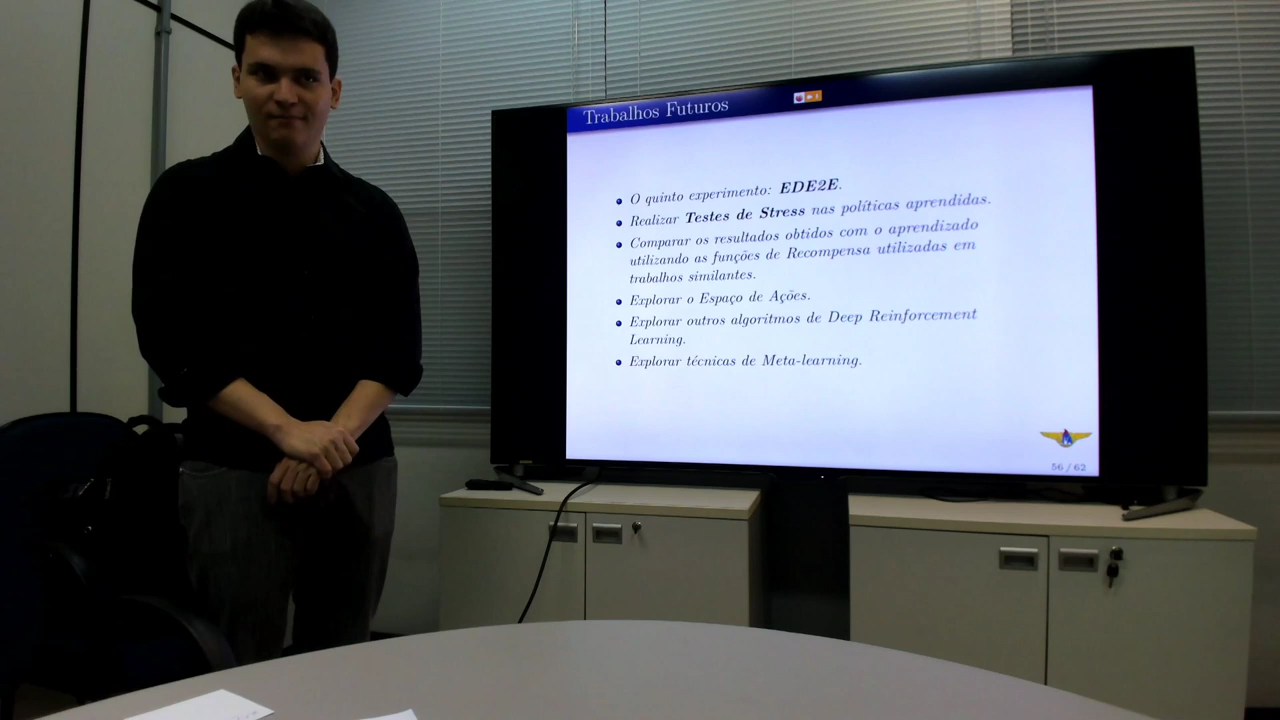 Trabalhos Futuros
O quinto experimento: EDE2E.
Realizar Testes de Stress nas políticas aprendidas.
Comparar os resultados obtidos com o aprendizado
utilizando as funções de Recompensa utilizadas em
trabalhos similantes.
Explorar o Espaço de Ações.
Explorar outros algoritmos de Deep Reinforcement
Learning.
Explorar técnicas de Meta-learning.
56 / 62